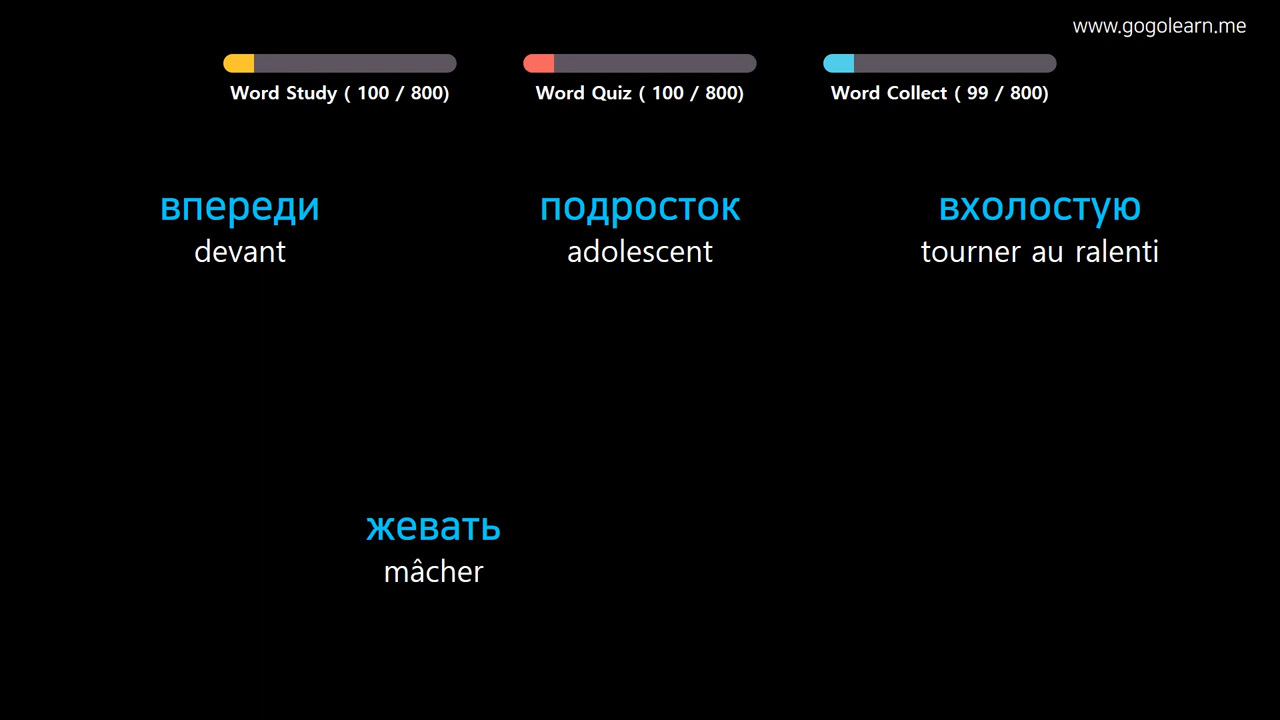 www.gogolearn.me
Word Study ( 100 / 800)
Word Quiz ( 100 / 800)
Word Collect ( 99 / 800)
впереди
devant
подросток
adolescent
вхолостую
tourner au ralenti
жевать
mâcher